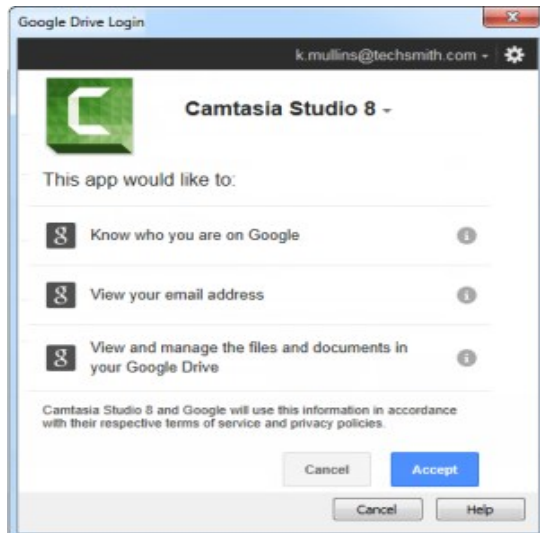 Google Drive Login
k.mullins@techsmith.com
Camtasia Studio 8
This app would like to:
Know who you are on Google
View your email address
View and manage the files and documents in
your Google Drive
Camtasia Studio 8 and Google will use this information in accordance
with their respective terms of service and privacy policies.
Cancel Accept
Cancel Help